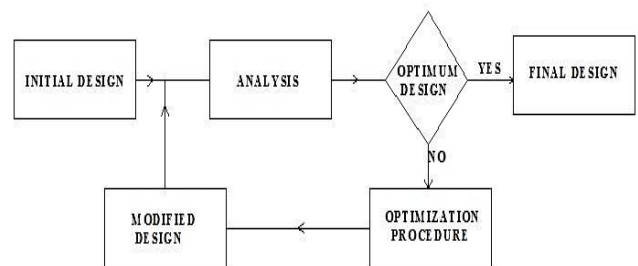 INITIAL DESIGN
ANALYSIS
OPTIMUM
DESIGN
YES
FINAL DESIGN
NO
MODIFIED
DESIGN
OPTIMIZATION
PROCEDURE